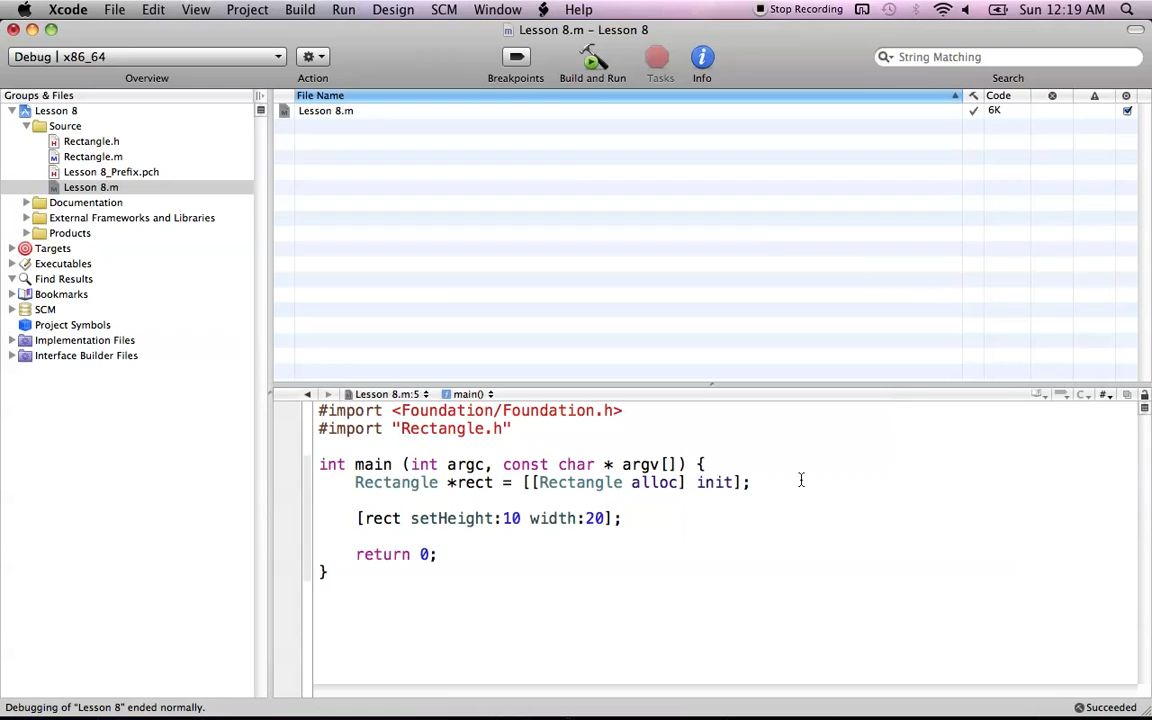 Xcode File Edit View Project Build Run Design SCM Window Help Stop Recording Sun 12:19 AM
Lesson 8.m – Lesson 8
Debug | x86_64 String Matching
Overview Action Breakpoints Build and Run Tasks Info Search
Groups & Files File Name Code
Lesson 8 Lesson 8.m 6K
Source
Rectangle.h
Rectangle.m
Lesson 8_Prefix.pch
Lesson 8.m
Documentation
External Frameworks and Libraries
Products
Targets
Executables
Find Results
Bookmarks
SCM
Project Symbols
Implementation Files
Interface Builder Files
Lesson 8.m:5 main() C #
#import <Foundation/Foundation.h>
#import "Rectangle.h"
int main (int argc, const char * argv[]) {
Rectangle *rect = [[Rectangle alloc] init];
[rect setHeight:10 width:20];
return 0;
}
Debugging of "Lesson 8" ended normally. Succeeded